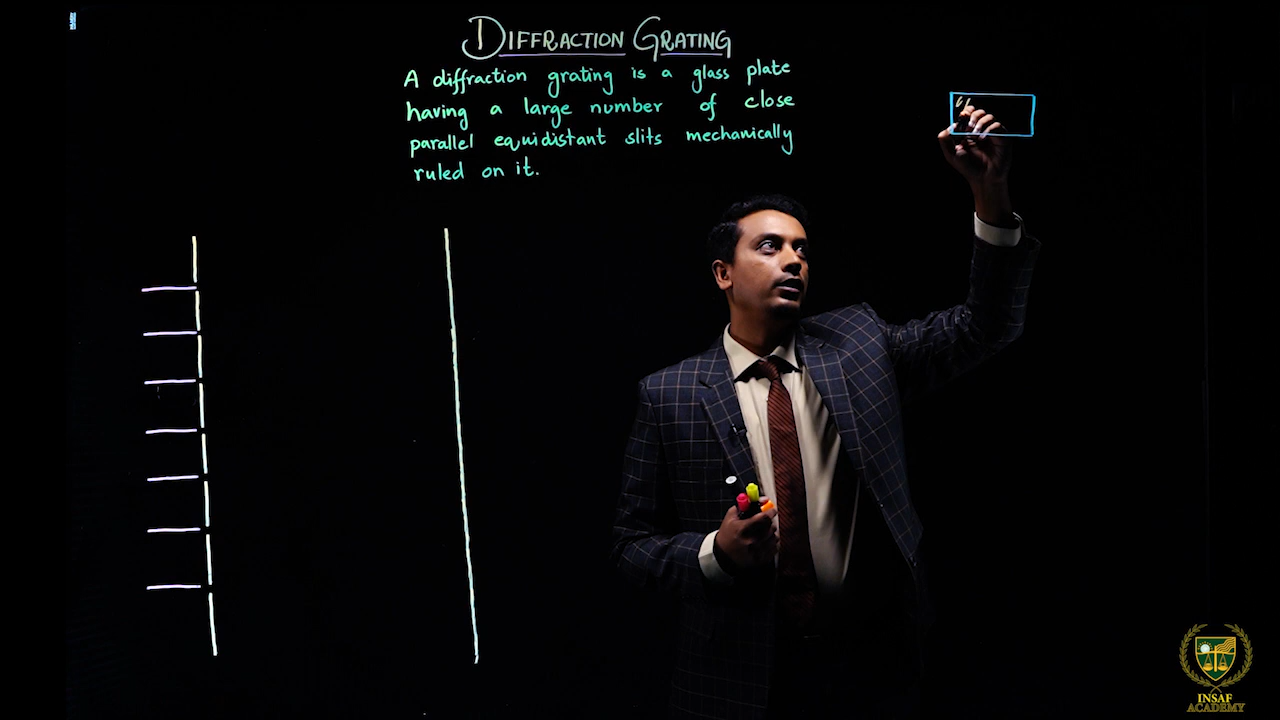 DIFFRACTION GRATING
A diffraction grating is a glass plate
having a large number of close
parallel equidistant slits mechanically
ruled on it.
INSAF
ACADEMY